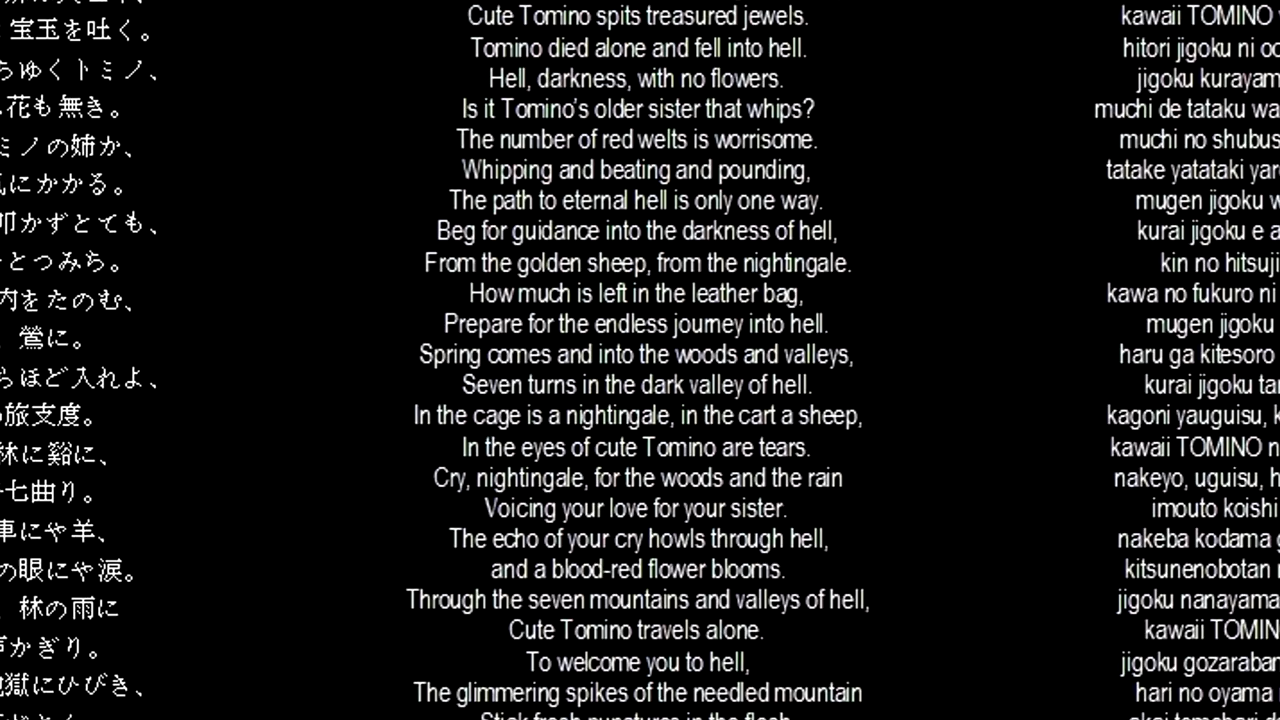 宝玉を吐く。
ちゆくトミノ、
花も無き。
ミノの姉か、
にかかる。
叩かずとても、
とつみち。
内をたのむ、
鶯に。
らほど入れよ、
旅支度。
林に谿に、
七曲り。
車にや羊、
の眼にや涙。
林の雨に
声かぎり。
獄にひびき、
Cute Tomino spits treasured jewels.
Tomino died alone and fell into hell.
Hell, darkness, with no flowers.
Is it Tomino's older sister that whips?
The number of red welts is worrisome.
Whipping and beating and pounding,
The path to eternal hell is only one way.
Beg for guidance into the darkness of hell,
From the golden sheep, from the nightingale.
How much is left in the leather bag,
Prepare for the endless journey into hell.
Spring comes and into the woods and valleys,
Seven turns in the dark valley of hell.
In the cage is a nightingale, in the cart a sheep,
In the eyes of cute Tomino are tears.
Cry, nightingale, for the woods and the rain
Voicing your love for your sister.
The echo of your cry howls through hell,
and a blood-red flower blooms.
Through the seven mountains and valleys of hell,
Cute Tomino travels alone.
To welcome you to hell,
The glimmering spikes of the needled mountain
Stick fresh punctures in the flesh
kawaii TOMINO
hitori jigoku ni
jigoku kurayam
muchi de tataku wa
muchi no shubus
tatake yatataki yar
mugen jigoku w
kurai jigoku e a
kin no hitsuji
kawa no fukuro ni
mugen jigoku
haru ga kitesoro
kurai jigoku ta
kagoni yauguisu, k
kawaii TOMINO n
nakeyo, uguisu, h
imouto koishi
nakeba kodama
kitsunenobotan
jigoku nanayama
kawaii TOMIN
jigoku gozaraba
hari no oyama